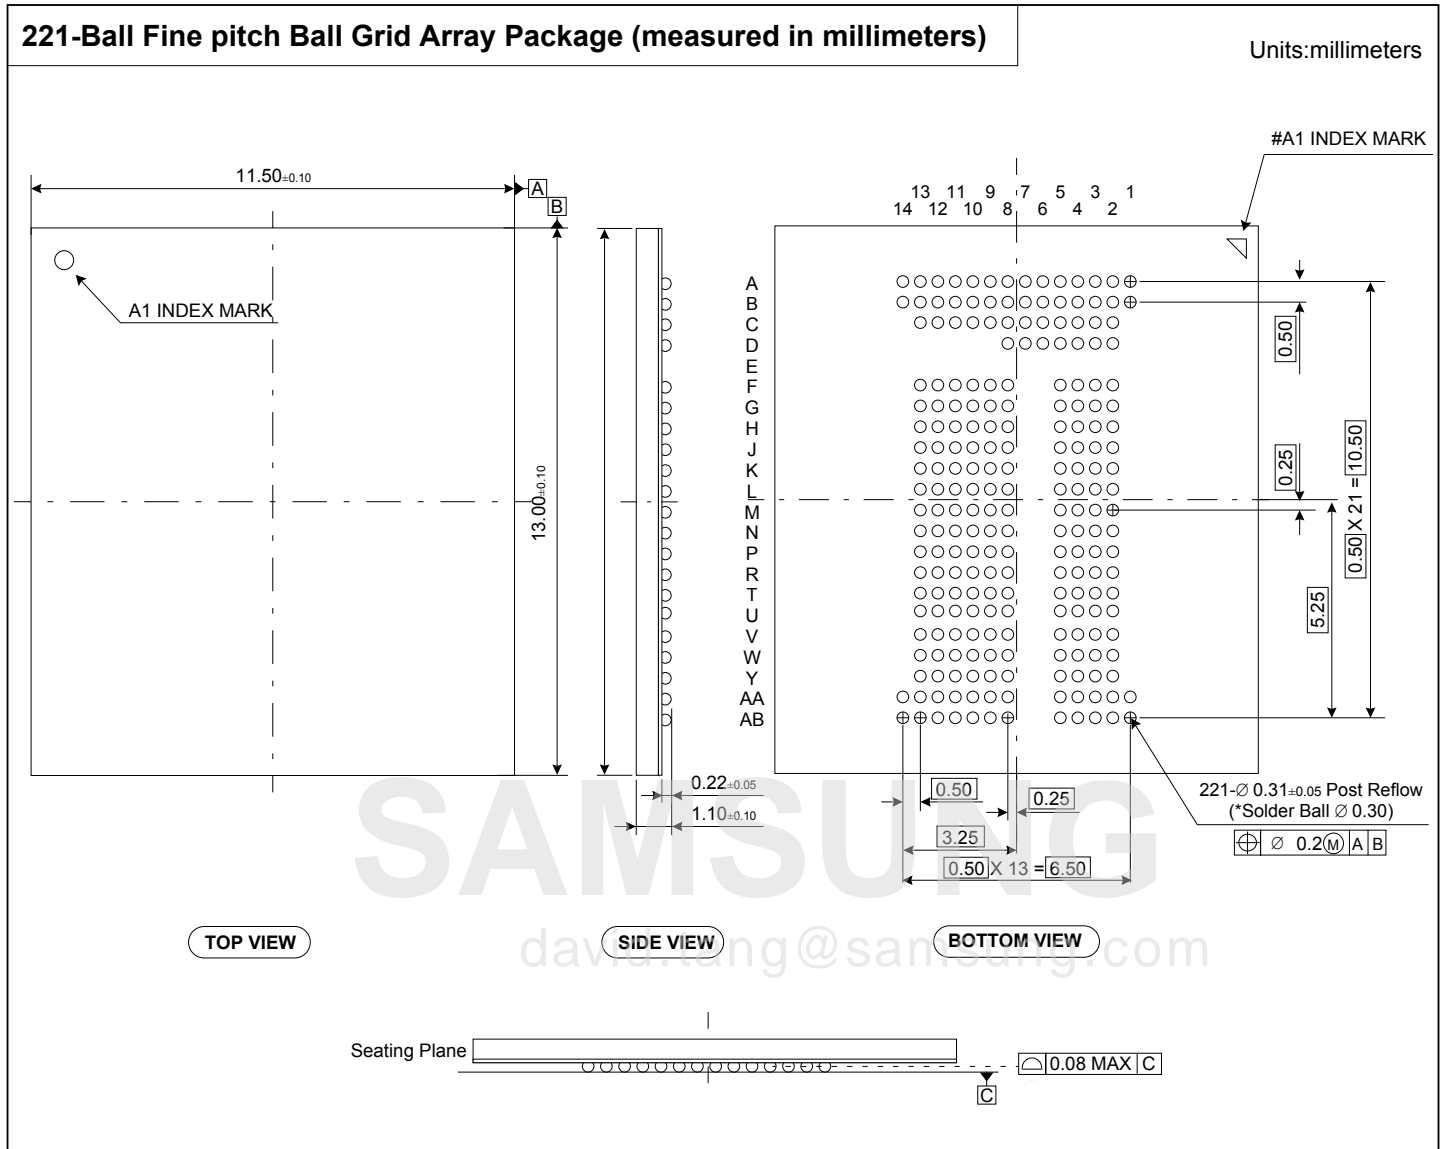 221-Ball Fine pitch Ball Grid Array Package (measured in millimeters)
Units:millimeters
#A1 INDEX MARK
11.50±0.10
A
B
13 11 9 7 5 3 1
14 12 10 8 6 4 2
A1 INDEX MARK
13.00±0.10
A
B
C
D
E
F
G
H
J
K
L
M
N
P
R
T
U
V
W
Y
AA
AB
0.50
0.25
0.50 X 21 = 10.50
5.25
0.22±0.05
1.10±0.10
0.50
0.25
3.25
0.50 X 13 = 6.50
221-∅ 0.31±0.05 Post Reflow
(*Solder Ball ∅ 0.30)
⌖ ∅ 0.2Ⓜ A B
SAMSUNG
david.tang@samsung.com
TOP VIEW
SIDE VIEW
BOTTOM VIEW
Seating Plane
0.08 MAX C
C